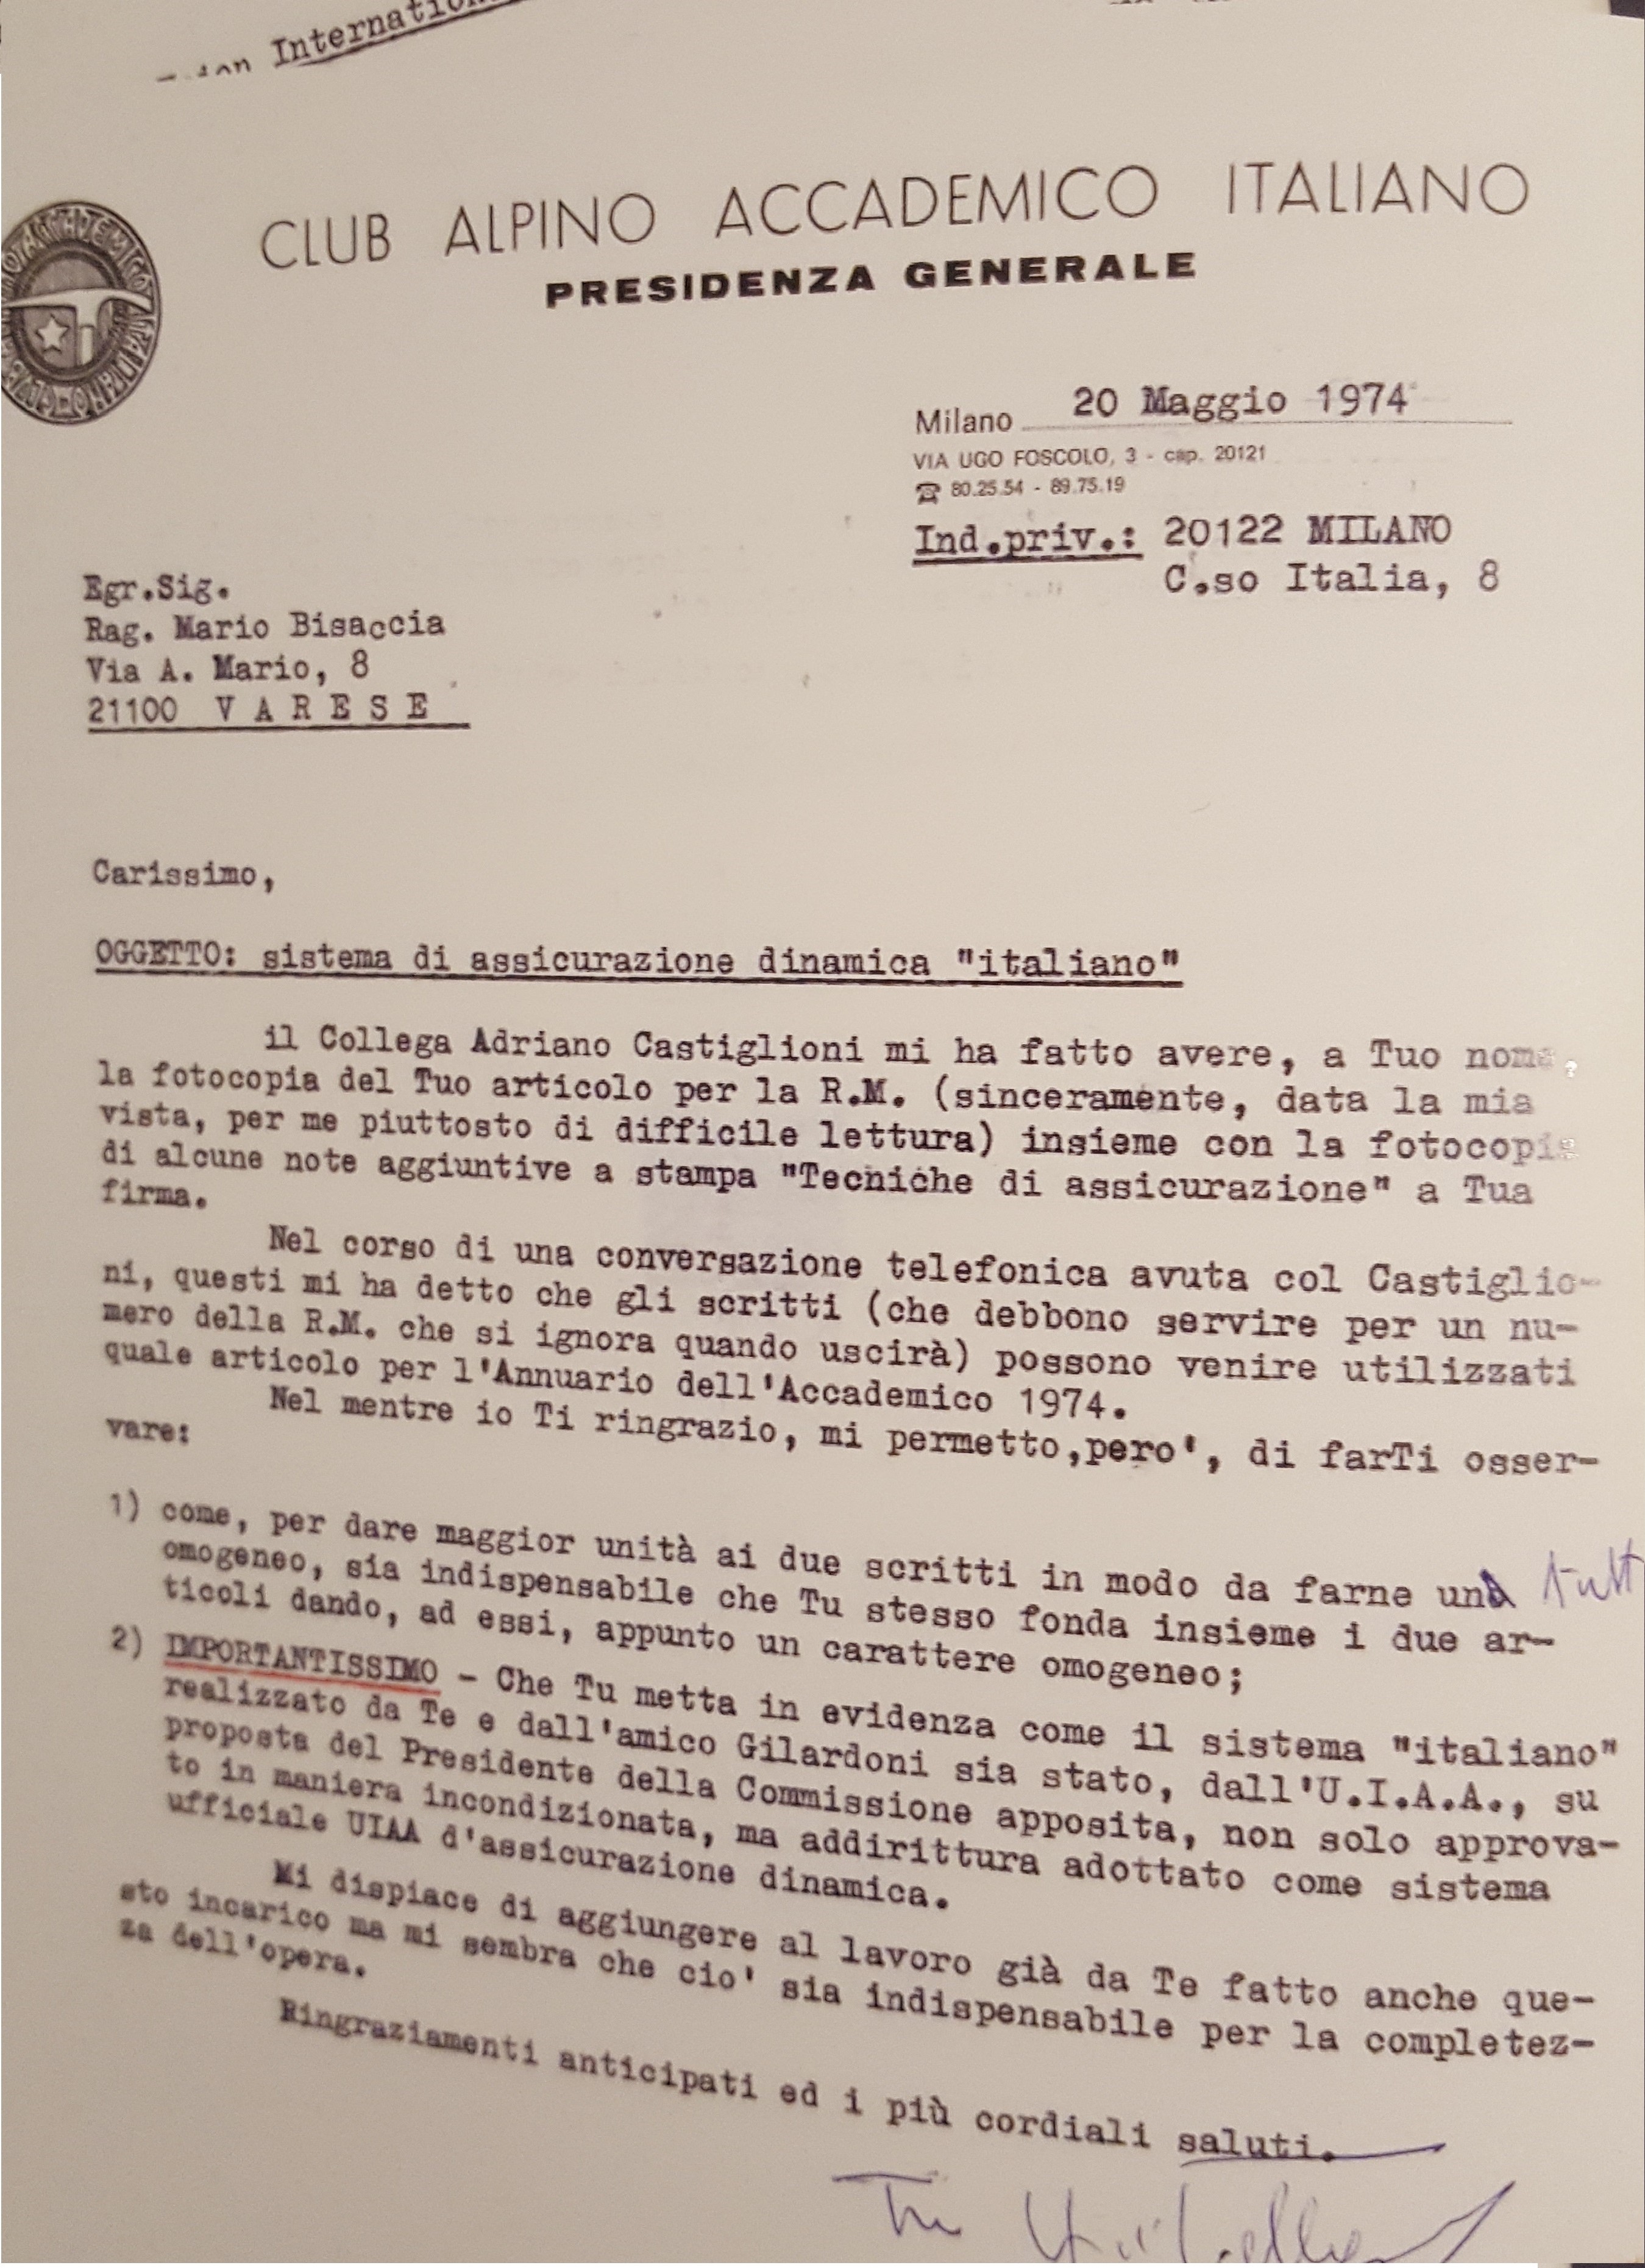 International
CLUB ALPINO ACCADEMICO ITALIANO
PRESIDENZA GENERALE
Milano 20 Maggio 1974
VIA UGO FOSCOLO, 3 - cap. 20121
☎ 80.25.54 - 89.75.19
Ind.priv.: 20122 MILANO
C.so Italia, 8
Egr.Sig.
Rag. Mario Bisaccia
Via A. Mario, 8
21100 V A R E S E
Carissimo,
OGGETTO: sistema di assicurazione dinamica "italiano"
il Collega Adriano Castiglioni mi ha fatto avere, a Tuo nome,
la fotocopia del Tuo articolo per la R.M. (sinceramente, data la mia
vista, per me piuttosto di difficile lettura) insieme con la fotocopia
di alcune note aggiuntive a stampa "Tecniche di assicurazione" a Tua
firma.
Nel corso di una conversazione telefonica avuta col Castiglio-
ni, questi mi ha detto che gli scritti (che debbono servire per un nu-
mero della R.M. che si ignora quando uscirà) possono venire utilizzati
quale articolo per l'Annuario dell'Accademico 1974.
Nel mentre io Ti ringrazio, mi permetto,pero', di farTi osser-
vare:
1) come, per dare maggior unità ai due scritti in modo da farne un tutt
omogeneo, sia indispensabile che Tu stesso fonda insieme i due ar-
ticoli dando, ad essi, appunto un carattere omogeneo;
2) IMPORTANTISSIMO - Che Tu metta in evidenza come il sistema "italiano"
realizzato da Te e dall'amico Gilardoni sia stato, dall'U.I.A.A., su
proposta del Presidente della Commissione apposita, non solo approva-
to in maniera incondizionata, ma addirittura adottato come sistema
ufficiale UIAA d'assicurazione dinamica.
Mi dispiace di aggiungere al lavoro già da Te fatto anche que-
sto incarico ma mi sembra che cio' sia indispensabile per la completez-
za dell'opera.
Ringraziamenti anticipati ed i più cordiali saluti.